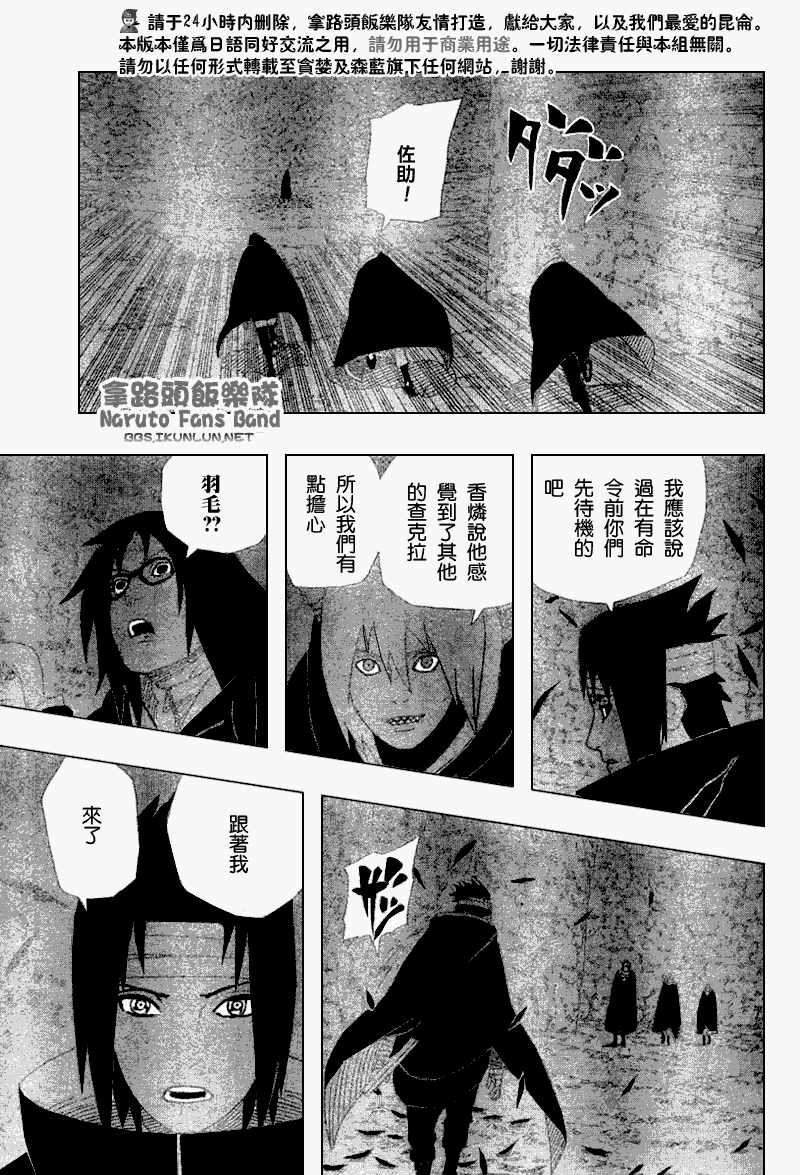 請于24小時內删除，拿路頭飯樂隊友情打造，獻給大家，以及我們最愛的昆侖。
本版本僅爲日語同好交流之用，請勿用于商業用途。一切法律責任與本組無關。
請勿以任何形式轉載至貪婪及森藍旗下任何網站，謝謝。
ダダダダッ
佐助！
拿路頭飯樂隊
Naruto Fans Band
BBS.IKUNLUN.NET
我應該說
過在有命
令前你們
先待機的
吧
香燐說他感
覺到了其他
的查克拉
所以我們有
點擔心
羽毛??
ザッ
跟著我
來了